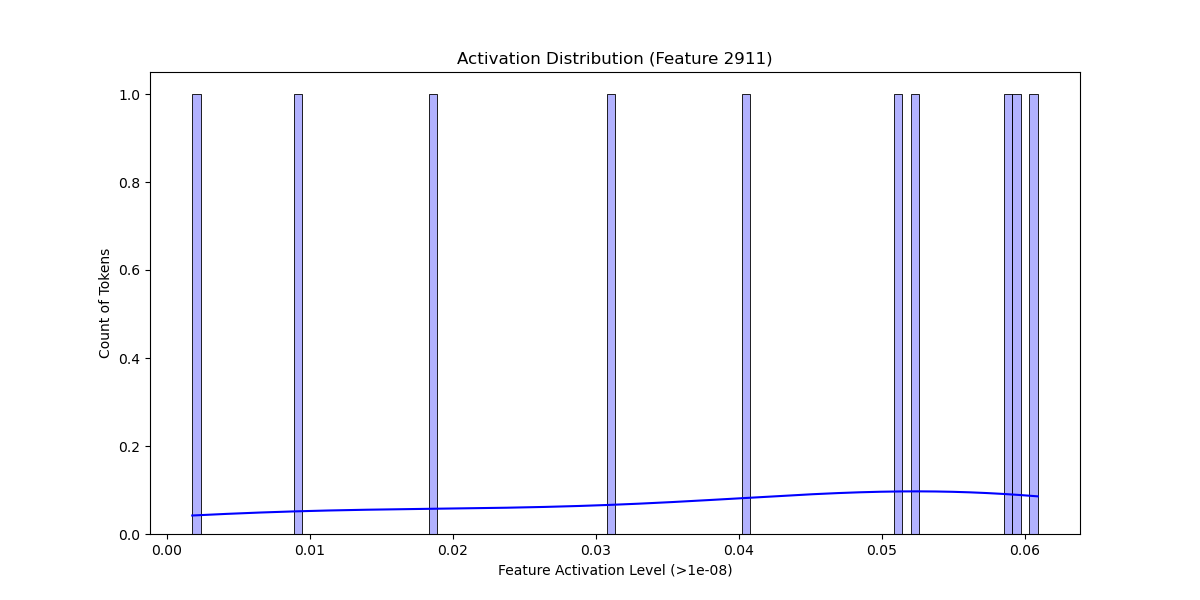 Activation Distribution (Feature 2911)
1.0
0.8
0.6
0.4
0.2
0.0
Count of Tokens
0.00 0.01 0.02 0.03 0.04 0.05 0.06
Feature Activation Level (>1e-08)